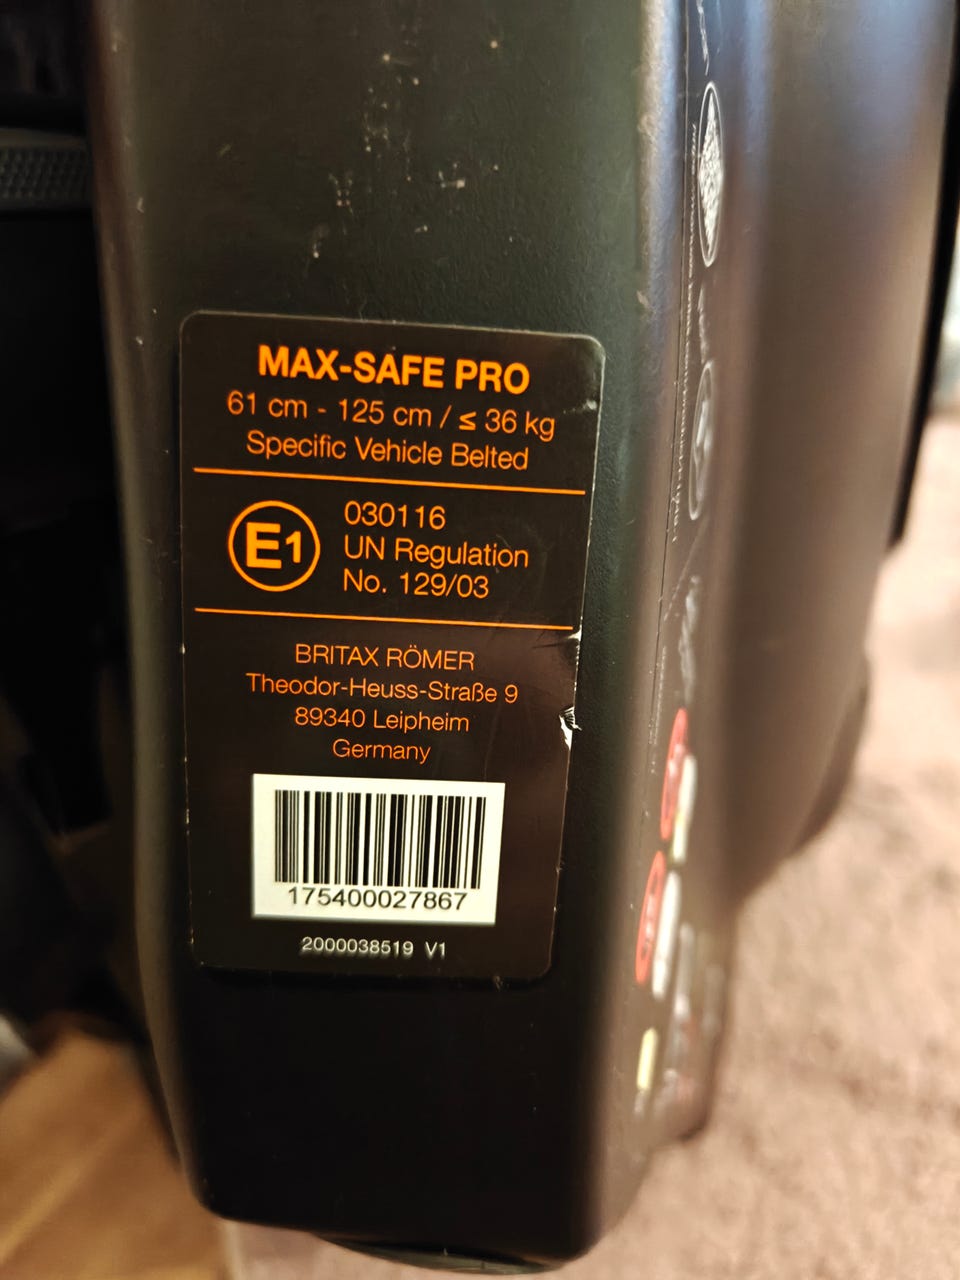 MAX-SAFE PRO
61 cm - 125 cm / ≤ 36 kg
Specific Vehicle Belted
E1
030116
UN Regulation
No. 129/03
BRITAX RÖMER
Theodor-Heuss-Straße 9
89340 Leipheim
Germany
175400027867
2000038519 V1